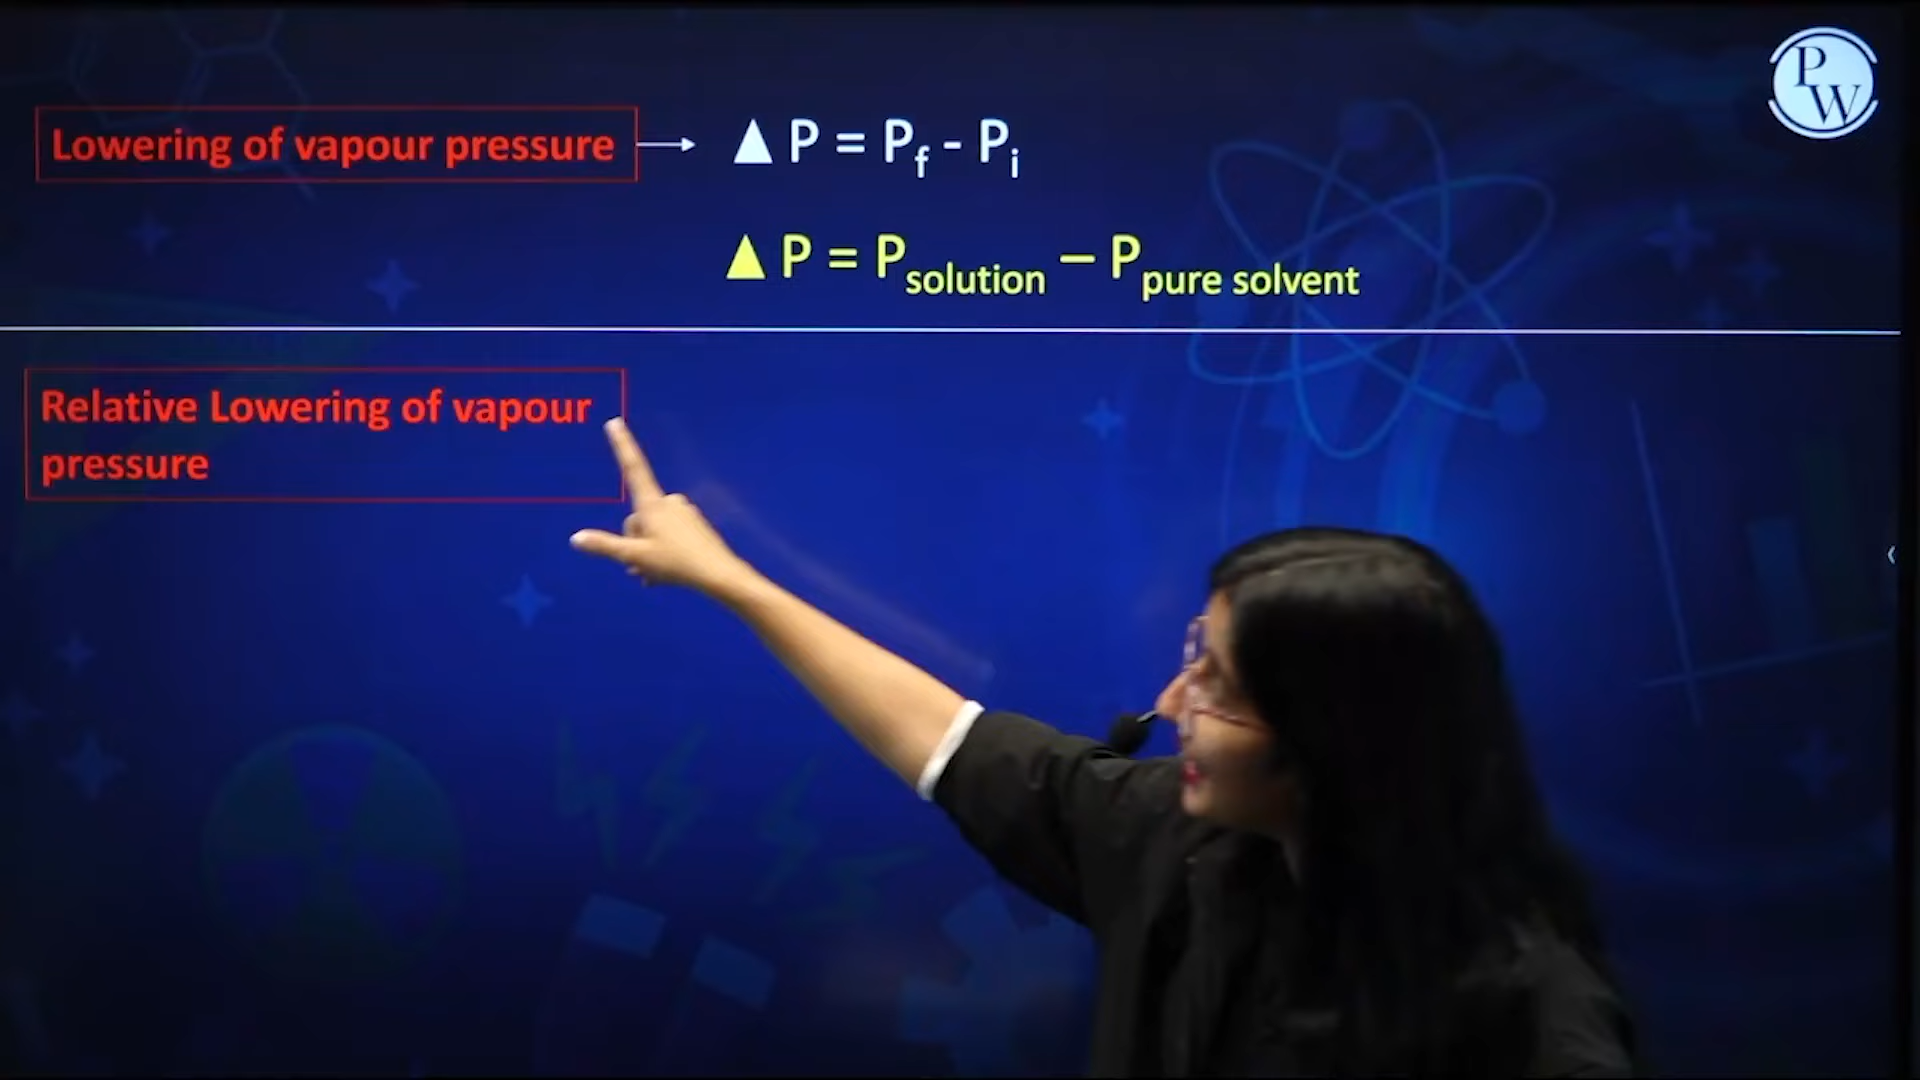 PW
Lowering of vapour pressure
▲ P = Pf - Pi
▲ P = Psolution – Ppure solvent
Relative Lowering of vapour
pressure